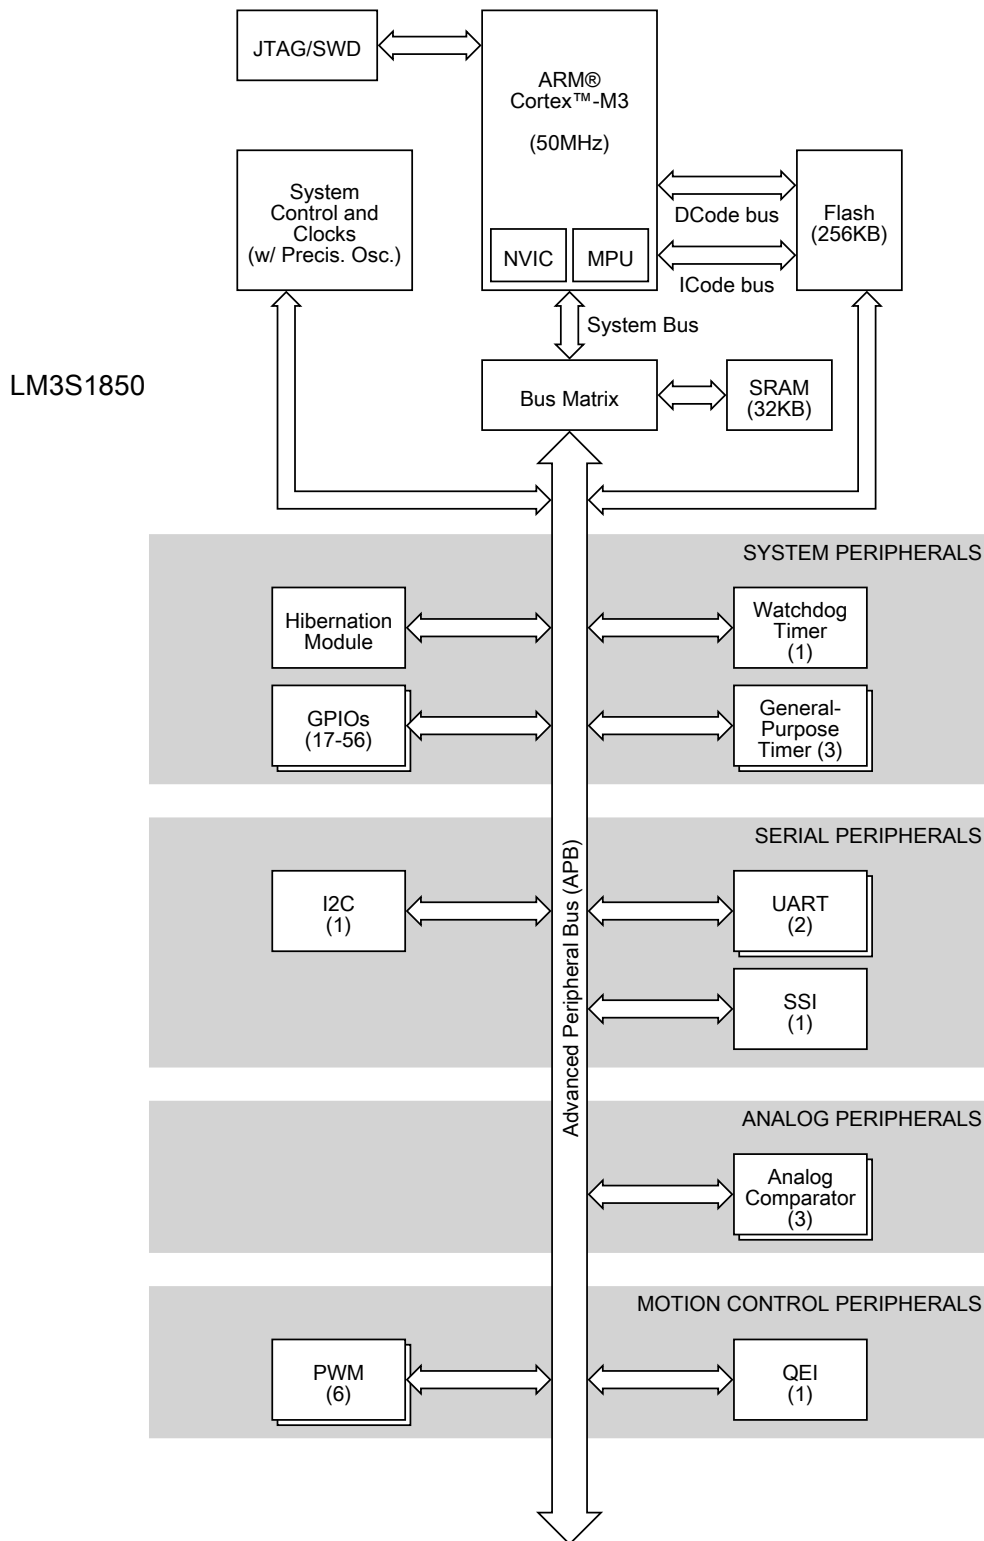 JTAG/SWD
ARM®
Cortex™-M3
(50MHz)
System
Control and
Clocks
(w/ Precis. Osc.)
DCode bus
Flash
(256KB)
NVIC
MPU
ICode bus
System Bus
LM3S1850
Bus Matrix
SRAM
(32KB)
SYSTEM PERIPHERALS
Hibernation
Module
Watchdog
Timer
(1)
GPIOs
(17-56)
General-
Purpose
Timer (3)
Advanced Peripheral Bus (APB)
SERIAL PERIPHERALS
I2C
(1)
UART
(2)
SSI
(1)
ANALOG PERIPHERALS
Analog
Comparator
(3)
MOTION CONTROL PERIPHERALS
PWM
(6)
QEI
(1)